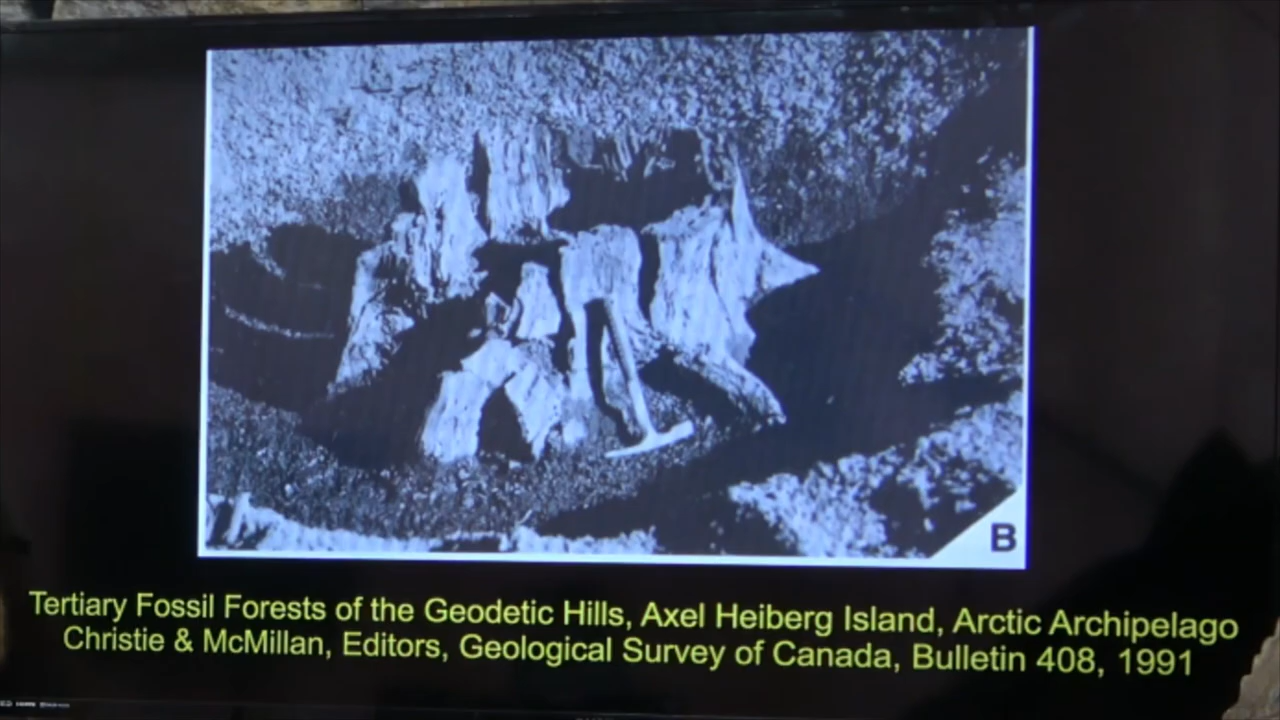 B
Tertiary Fossil Forests of the Geodetic Hills, Axel Heiberg Island, Arctic Archipelago
Christie & McMillan, Editors, Geological Survey of Canada, Bulletin 408, 1991